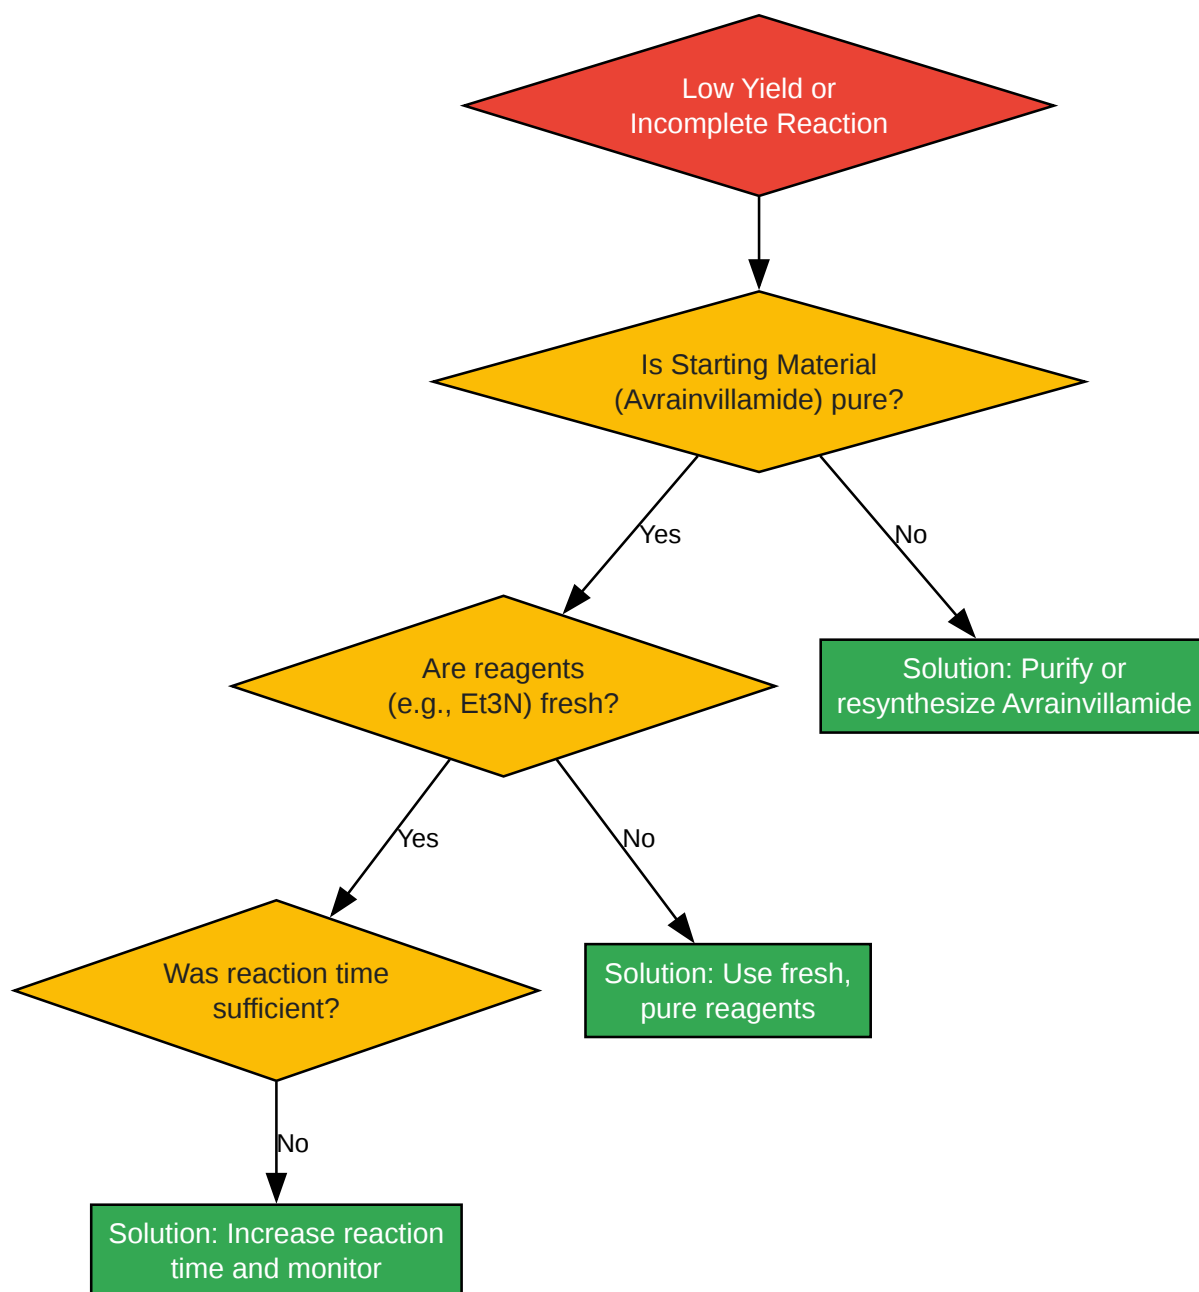 Low Yield or
Incomplete Reaction
Is Starting Material
(Avrainvillamide) pure?
Yes
No
Are reagents
(e.g., Et3N) fresh?
Solution: Purify or
resynthesize Avrainvillamide
Yes
No
Was reaction time
sufficient?
Solution: Use fresh,
pure reagents
No
Solution: Increase reaction
time and monitor